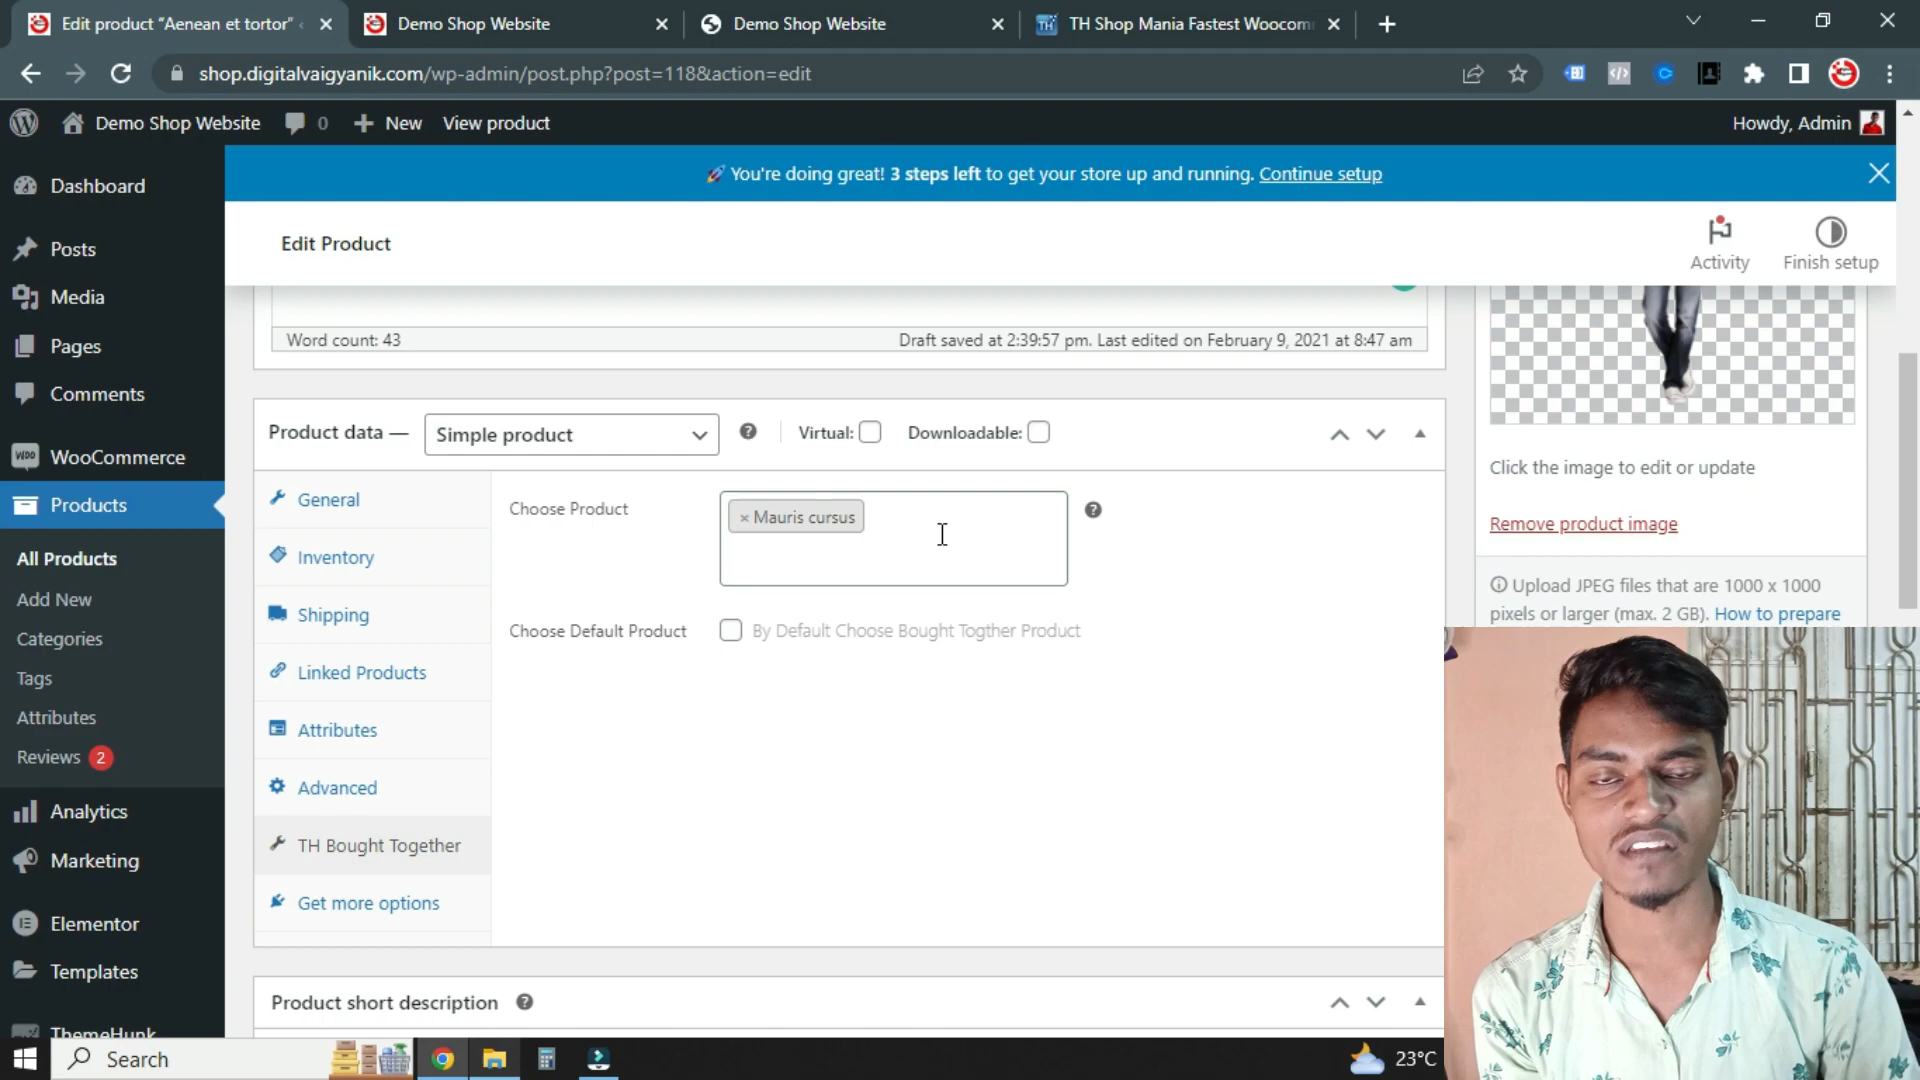 Edit product "Aenean et tortor"
Demo Shop Website
Demo Shop Website
TH Shop Mania Fastest Woocom
shop.digitalvaigyanik.com/wp-admin/post.php?post=118&action=edit
Demo Shop Website
0
New
View product
Howdy, Admin
You're doing great! 3 steps left to get your store up and running. Continue setup
Edit Product
Activity
Finish setup
Dashboard
Posts
Media
Pages
Comments
WooCommerce
Products
All Products
Add New
Categories
Tags
Attributes
Reviews 2
Analytics
Marketing
Elementor
Templates
ThemeHunk
Word count: 43
Draft saved at 2:39:57 pm. Last edited on February 9, 2021 at 8:47 am
Product data — Simple product
Virtual:
Downloadable:
General
Inventory
Shipping
Linked Products
Attributes
Advanced
TH Bought Together
Get more options
Choose Product
× Mauris cursus
Choose Default Product
By Default Choose Bought Togther Product
Product short description
Click the image to edit or update
Remove product image
Upload JPEG files that are 1000 x 1000
pixels or larger (max. 2 GB). How to prepare
Search
23°C